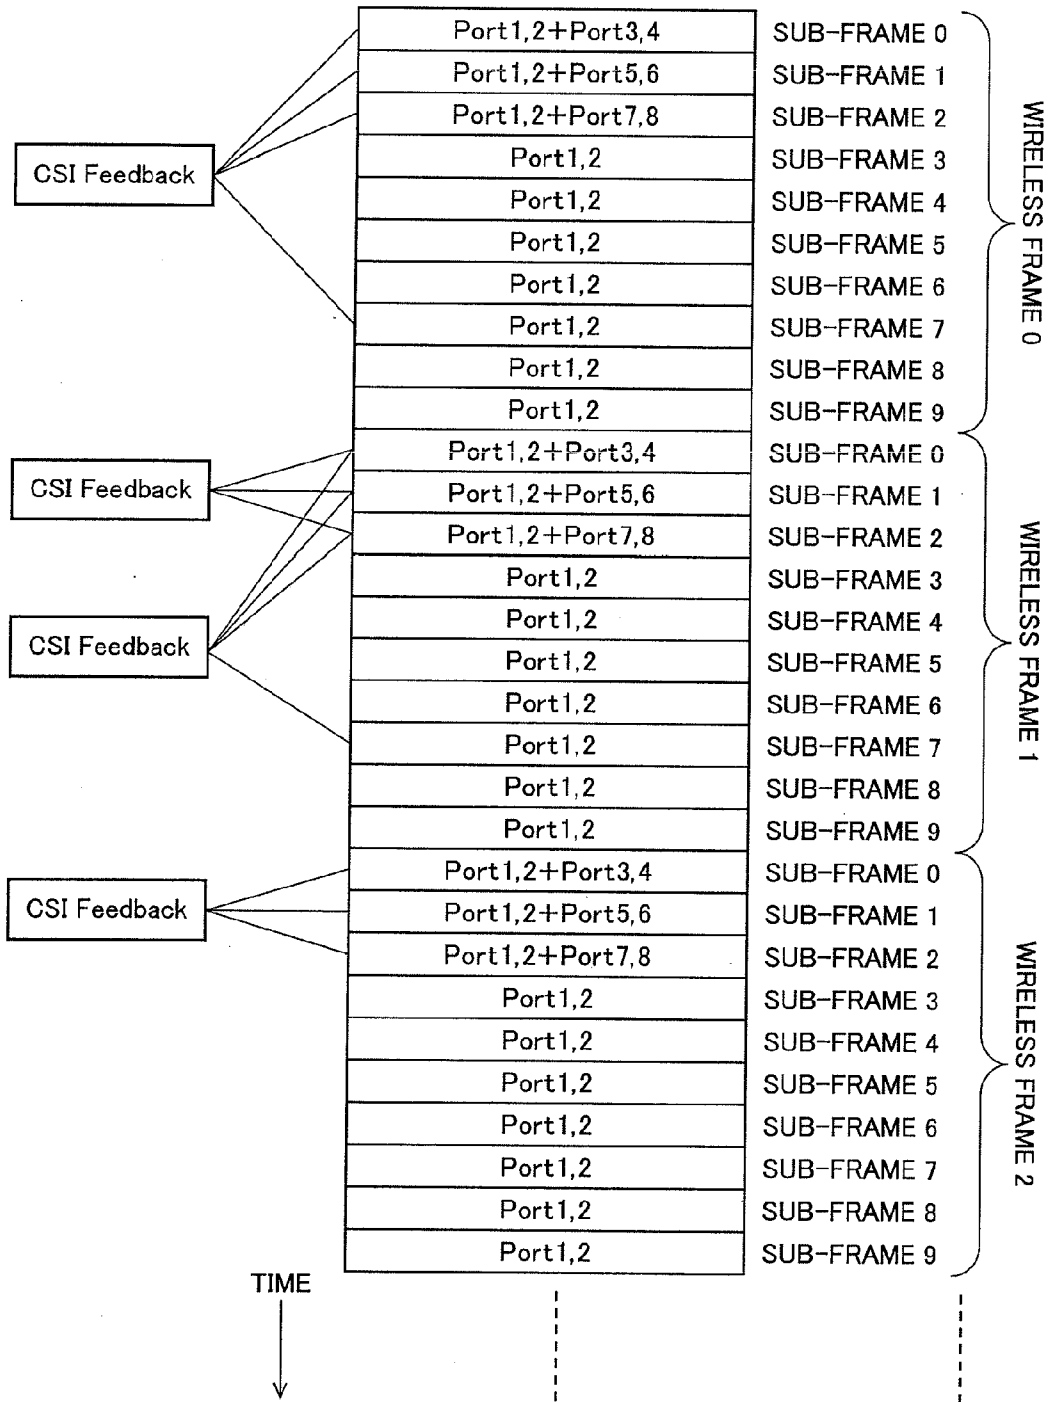 Port1,2+Port3,4 SUB-FRAME 0
Port1,2+Port5,6 SUB-FRAME 1
Port1,2+Port7,8 SUB-FRAME 2
Port1,2 SUB-FRAME 3
CSI Feedback
Port1,2 SUB-FRAME 4
Port1,2 SUB-FRAME 5
Port1,2 SUB-FRAME 6
Port1,2 SUB-FRAME 7
Port1,2 SUB-FRAME 8
Port1,2 SUB-FRAME 9
WIRELESS FRAME 0
Port1,2+Port3,4 SUB-FRAME 0
CSI Feedback
Port1,2+Port5,6 SUB-FRAME 1
Port1,2+Port7,8 SUB-FRAME 2
Port1,2 SUB-FRAME 3
Port1,2 SUB-FRAME 4
CSI Feedback
Port1,2 SUB-FRAME 5
Port1,2 SUB-FRAME 6
Port1,2 SUB-FRAME 7
Port1,2 SUB-FRAME 8
Port1,2 SUB-FRAME 9
WIRELESS FRAME 1
Port1,2+Port3,4 SUB-FRAME 0
CSI Feedback
Port1,2+Port5,6 SUB-FRAME 1
Port1,2+Port7,8 SUB-FRAME 2
Port1,2 SUB-FRAME 3
Port1,2 SUB-FRAME 4
Port1,2 SUB-FRAME 5
Port1,2 SUB-FRAME 6
Port1,2 SUB-FRAME 7
Port1,2 SUB-FRAME 8
Port1,2 SUB-FRAME 9
WIRELESS FRAME 2
TIME